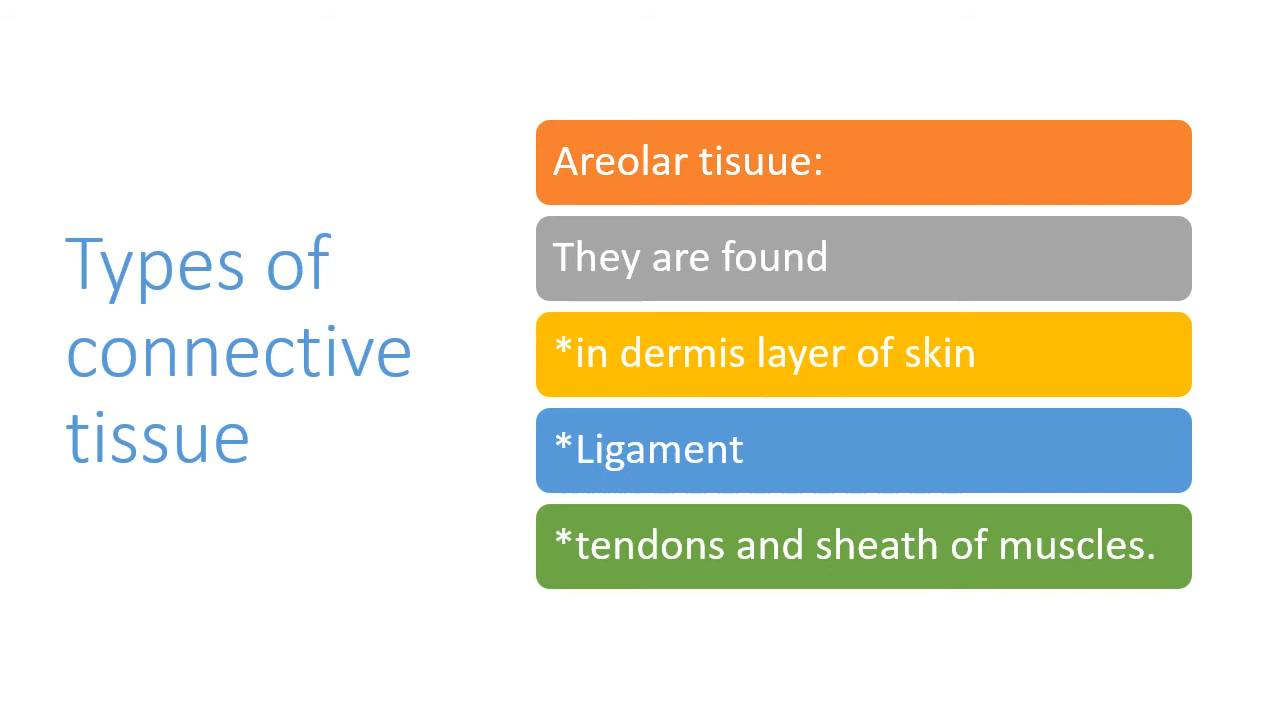 Types of
connective
tissue
Areolar tisuue:
They are found
*in dermis layer of skin
*Ligament
*tendons and sheath of muscles.